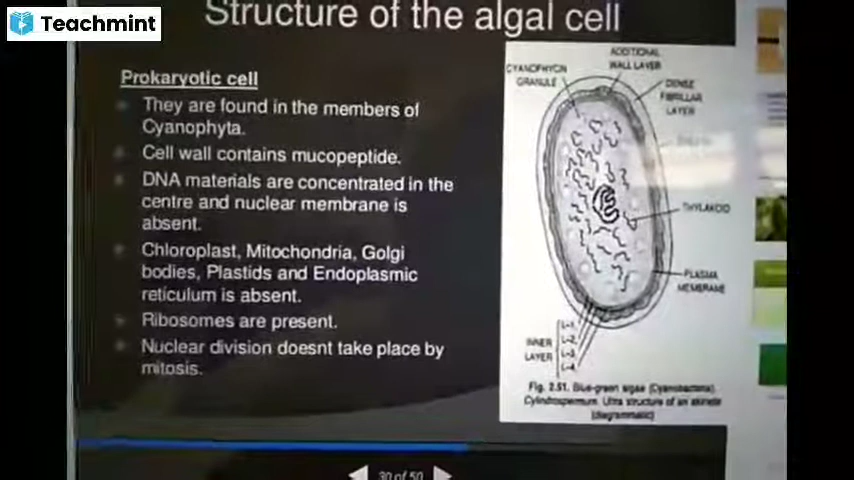 Teachmint
Structure of the algal cell
Prokaryotic cell
They are found in the members of
Cyanophyta.
Cell wall contains mucopeptide.
DNA materials are concentrated in the
centre and nuclear membrane is
absent.
Chloroplast, Mitochondria, Golgi
bodies, Plastids and Endoplasmic
reticulum is absent.
Ribosomes are present.
Nuclear division doesnt take place by
mitosis.
ADDITIONAL
WALL LAYER
CYANOPHYCIN
GRANULE
DENSE
FIBRILLAR
LAYER
THYLAKOID
PLASMA
MEMBRANE
INNER
LAYER
L-1
L-2
L-3
L-4
Fig. 2.51. Blue-green algae (Cyanobacteria).
Cylindrospermum. Ultra structure of an akinete
(diagrammatic)
30 of 50